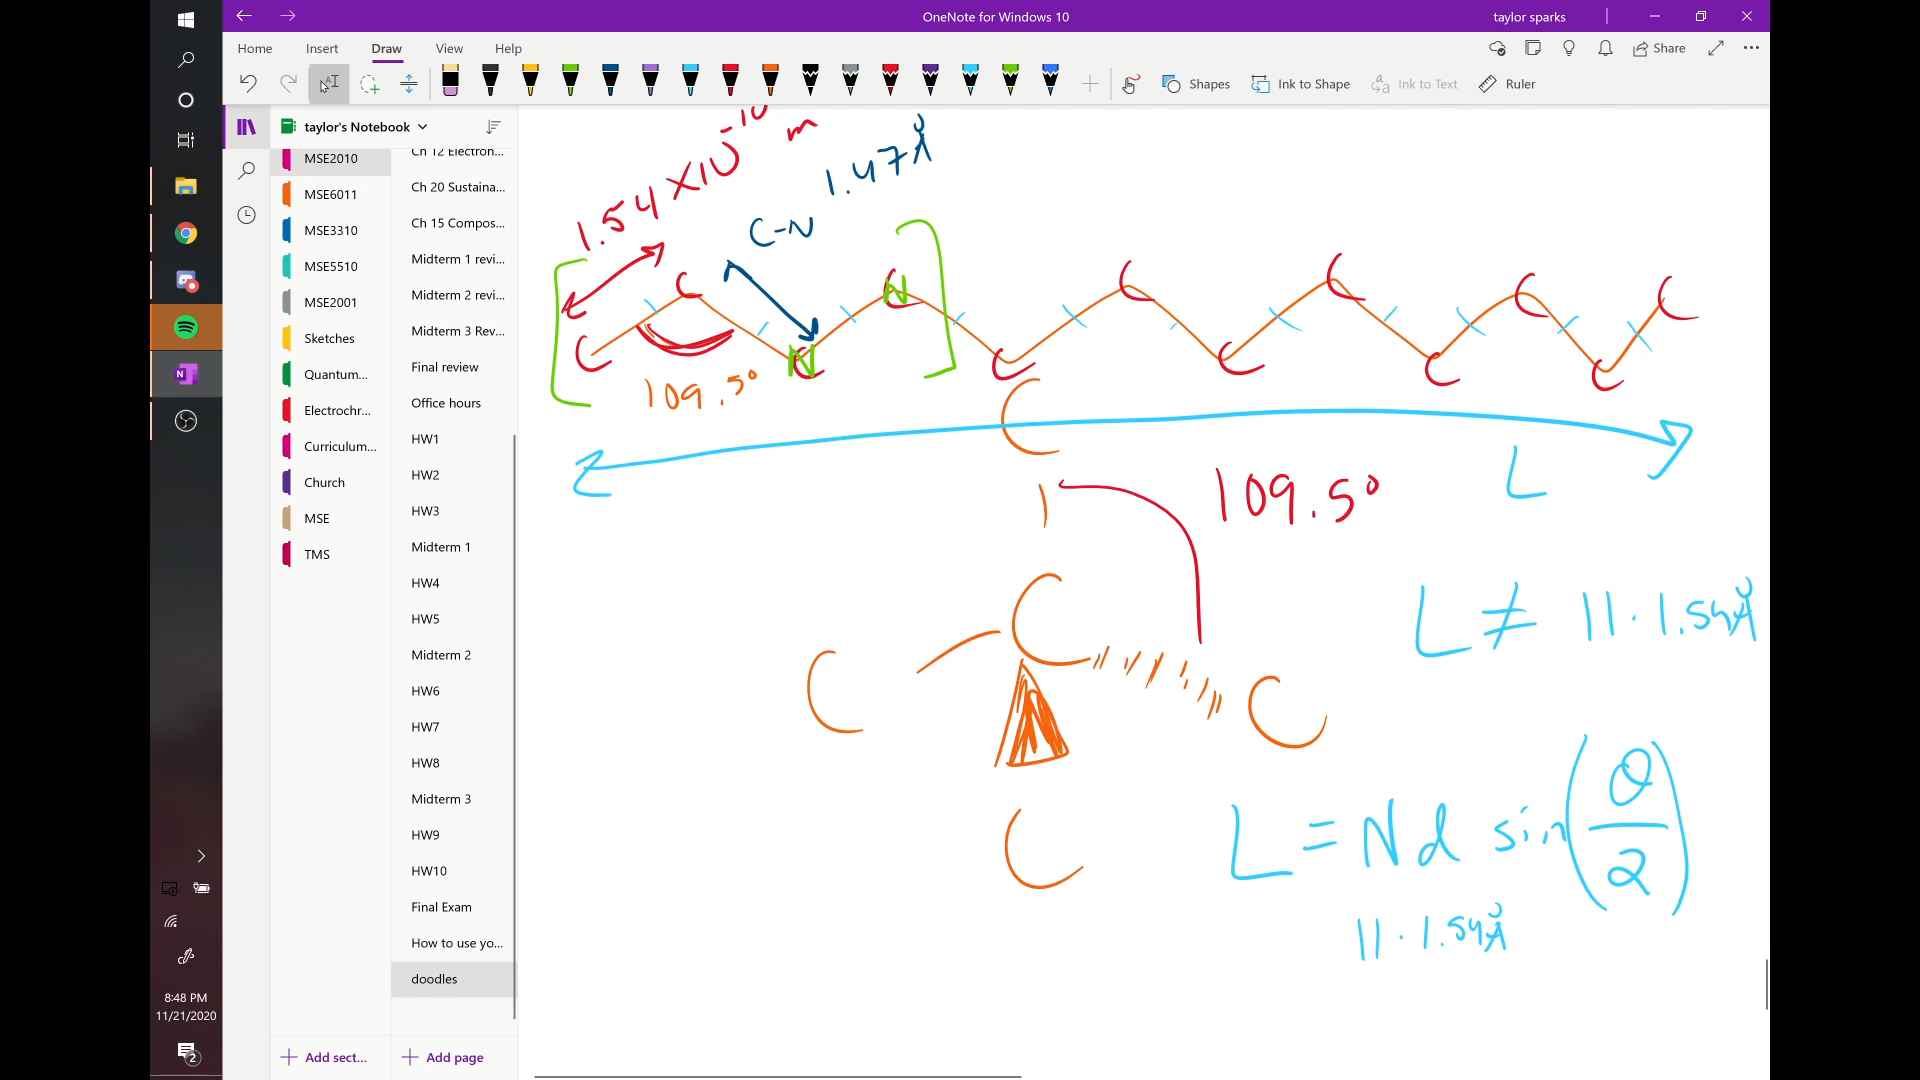 OneNote for Windows 10
taylor sparks
Home Insert Draw View Help
Share
Shapes Ink to Shape Ink to Text Ruler
taylor's Notebook
MSE2010
MSE6011
MSE3310
MSE5510
MSE2001
Sketches
Quantum...
Electrochr...
Curriculum...
Church
MSE
TMS
Add sect...
Ch 12 Electron...
Ch 20 Sustaina...
Ch 15 Compos...
Midterm 1 revi...
Midterm 2 revi...
Midterm 3 Rev...
Final review
Office hours
HW1
HW2
HW3
Midterm 1
HW4
HW5
Midterm 2
HW6
HW7
HW8
Midterm 3
HW9
HW10
Final Exam
How to use yo...
doodles
Add page
8:48 PM
11/21/2020
2
1.54 x10^-10 m
C-N 1.47Å
C C N N C C C C C C C C
109.5°
L
C
109.5°
C
C C
C
L ≠ 11 · 1.54Å
L = N d sin(θ/2)
11 · 1.54Å